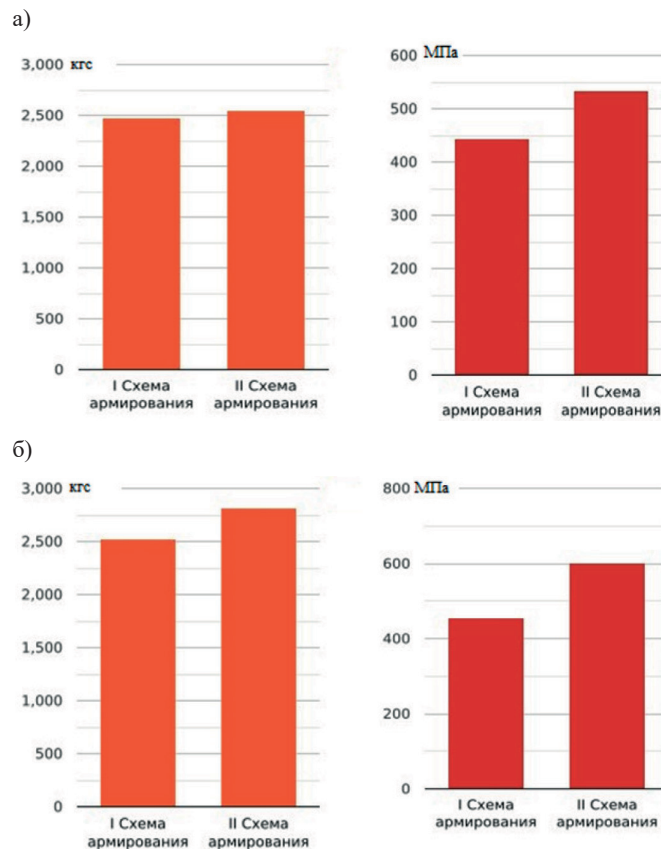 а)
3,000 кгс
2,500
2,000
1,500
1,000
500
0
I Схема армирования
II Схема армирования
600 МПа
500
400
300
200
100
0
I Схема армирования
II Схема армирования
б)
3,000 кгс
2,500
2,000
1,500
1,000
500
0
I Схема армирования
II Схема армирования
800 МПа
600
400
200
0
I Схема армирования
II Схема армирования